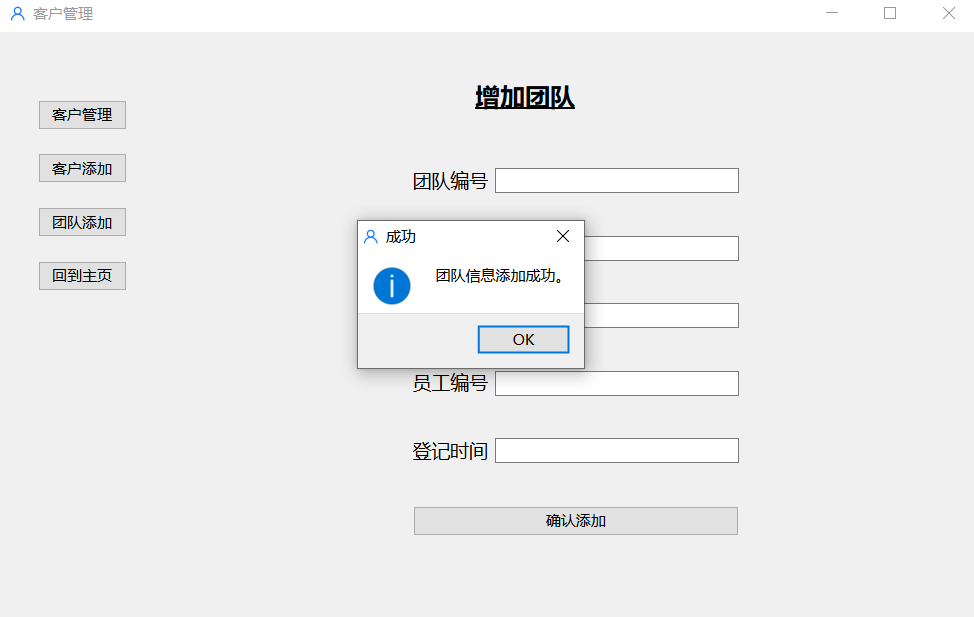 客户管理
增加团队
客户管理
客户添加
团队添加
回到主页
团队编号
成功
团队信息添加成功。
OK
员工编号
登记时间
确认添加